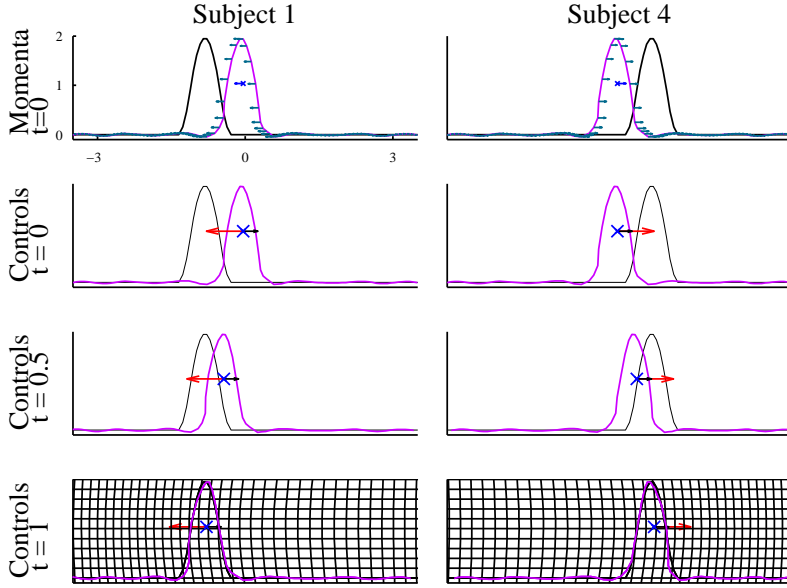 Subject 1
Subject 4
Momenta
t=0
2
1
0
−3
0
3
Controls
t = 0
Controls
t = 0.5
Controls
t = 1